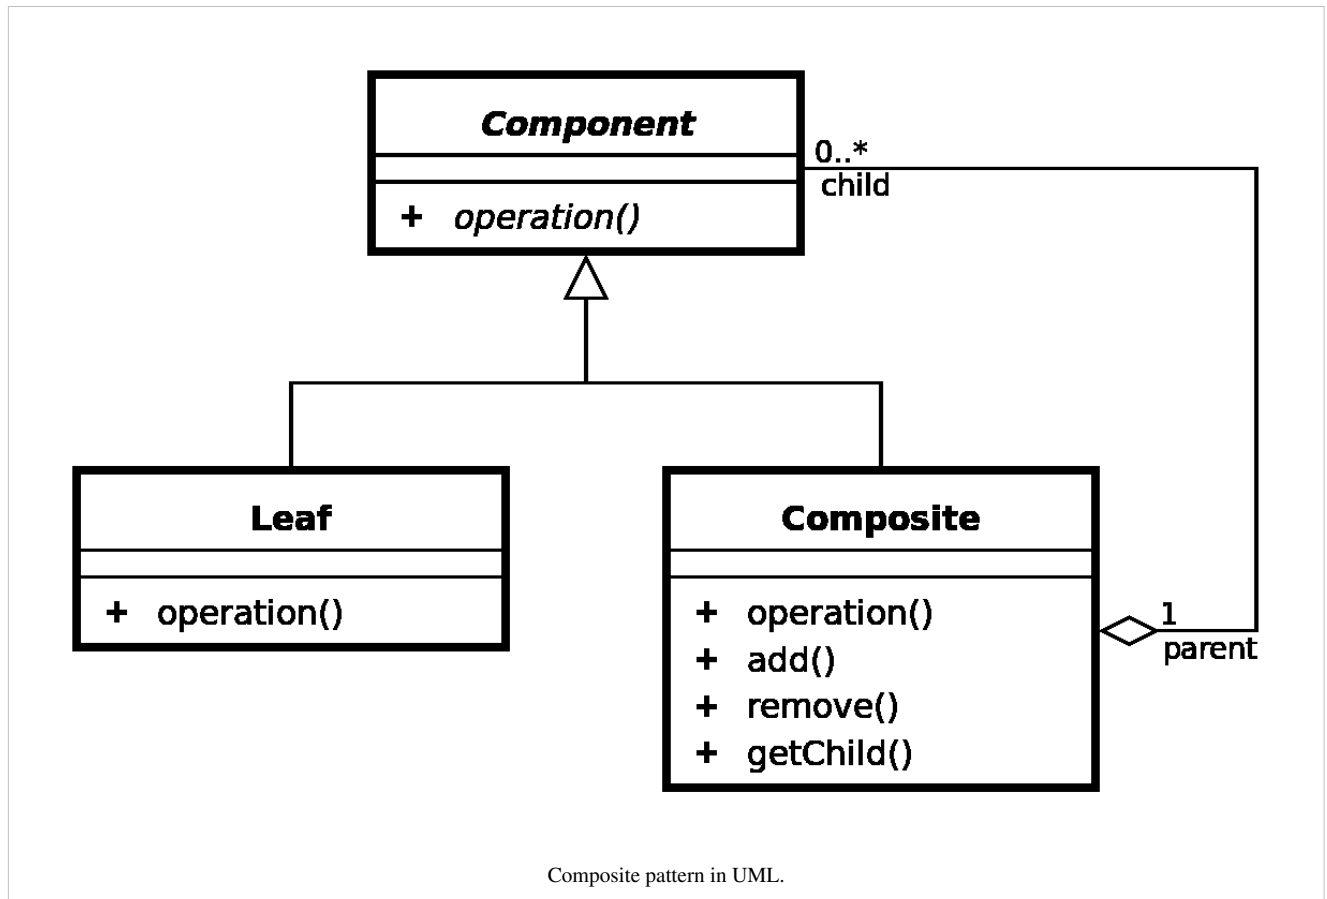 Component
+ operation()
0..*
child
Leaf
+ operation()
Composite
+ operation()
+ add()
+ remove()
+ getChild()
1
parent
Composite pattern in UML.